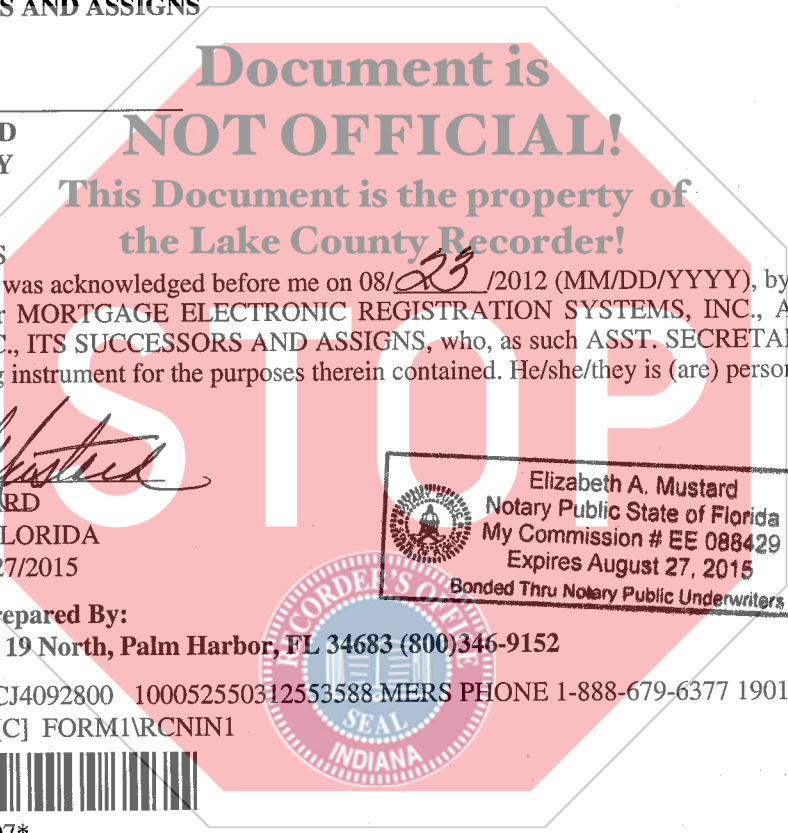 S AND ASSIGNS
Document is
NOT OFFICIAL!
This Document is the property of
the Lake County Recorder!
D
Y
S
was acknowledged before me on 08/23/2012 (MM/DD/YYYY), by
MORTGAGE ELECTRONIC REGISTRATION SYSTEMS, INC., A
C., ITS SUCCESSORS AND ASSIGNS, who, as such ASST. SECRETA
g instrument for the purposes therein contained. He/she/they is (are) person
STOP
RD
LORIDA
27/2015
Elizabeth A. Mustard
Notary Public State of Florida
My Commission # EE 088429
Expires August 27, 2015
Bonded Thru Notary Public Underwriters
repared By:
19 North, Palm Harbor, FL 34683 (800)346-9152
CJ4092800 100052550312553588 MERS PHONE 1-888-679-6377 1901
[C] FORM1\RCNIN1
RECORDER'S OFFICE
SEAL
INDIANA
7*